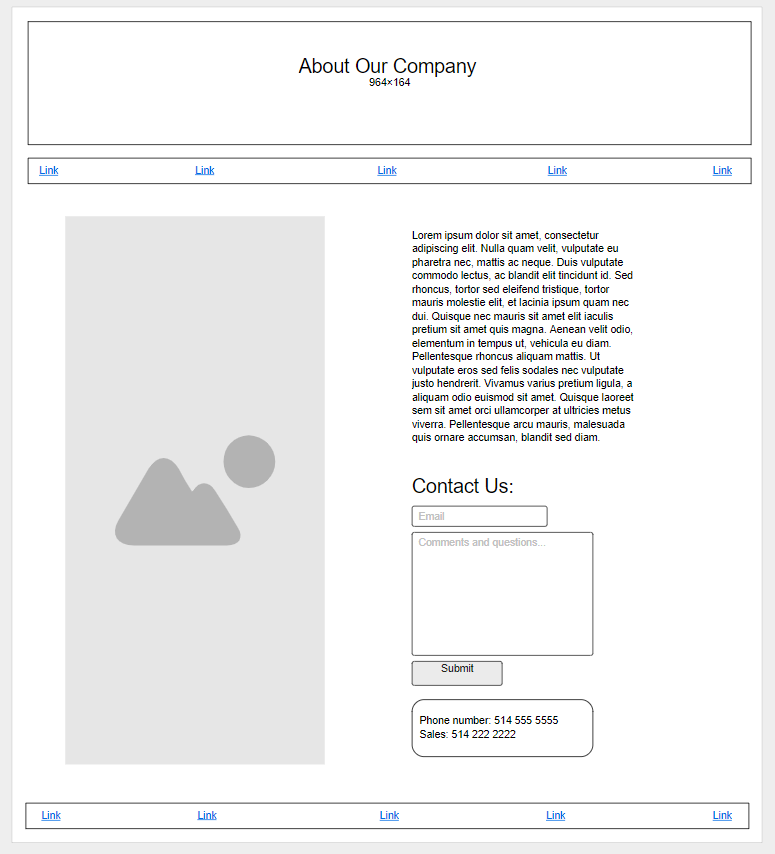 About Our Company
964×164
Link Link Link Link Link
Lorem ipsum dolor sit amet, consectetur
adipiscing elit. Nulla quam velit, vulputate eu
pharetra nec, mattis ac neque. Duis vulputate
commodo lectus, ac blandit elit tincidunt id. Sed
rhoncus, tortor sed eleifend tristique, tortor
mauris molestie elit, et lacinia ipsum quam nec
dui. Quisque nec mauris sit amet elit iaculis
pretium sit amet quis magna. Aenean velit odio,
elementum in tempus ut, vehicula eu diam.
Pellentesque rhoncus aliquam mattis. Ut
vulputate eros sed felis sodales nec vulputate
justo hendrerit. Vivamus varius pretium ligula, a
aliquam odio euismod sit amet. Quisque laoreet
sem sit amet orci ullamcorper at ultricies metus
viverra. Pellentesque arcu mauris, malesuada
quis ornare accumsan, blandit sed diam.
Contact Us:
Email
Comments and questions...
Submit
Phone number: 514 555 5555
Sales: 514 222 2222
Link Link Link Link Link